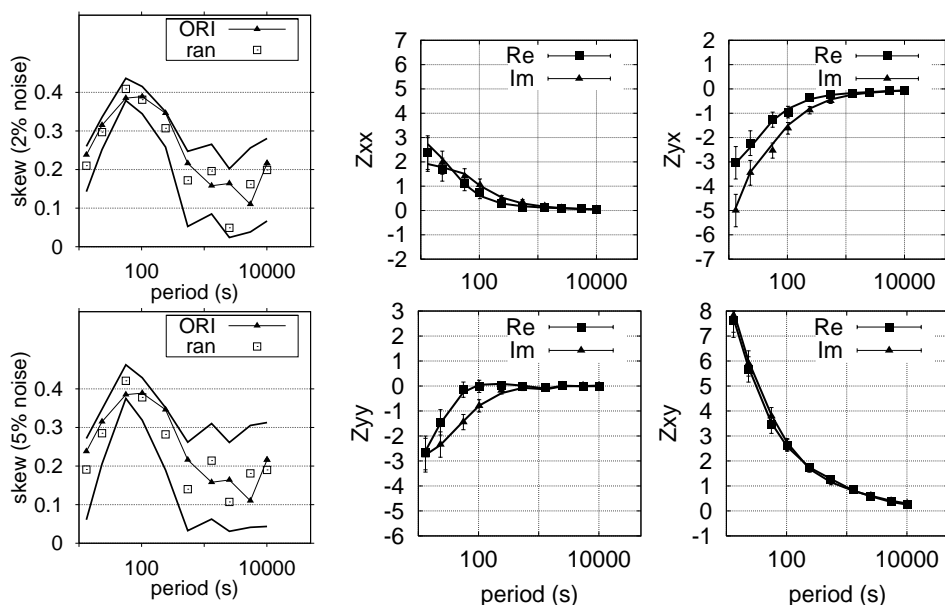 ORI
ran
skew (2% noise)
0.4
0.3
0.2
0.1
0
100
10000
period (s)
ORI
ran
skew (5% noise)
0.4
0.3
0.2
0.1
0
100
10000
period (s)
Re
Im
Zxx
7
6
5
4
3
2
1
0
-1
-2
100
10000
Re
Im
Zyx
2
1
0
-1
-2
-3
-4
-5
-6
-7
100
10000
Re
Im
Zyy
3
2
1
0
-1
-2
-3
-4
-5
-6
100
10000
period (s)
Re
Im
Zxy
8
7
6
5
4
3
2
1
0
-1
100
10000
period (s)